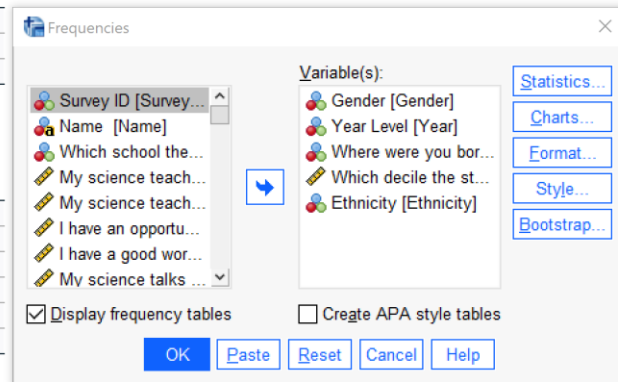 Frequencies
Survey ID [Survey...
Name [Name]
Which school the...
My science teach...
My science teach...
I have an opportu...
I have a good wor...
My science talks ...
Variable(s):
Gender [Gender]
Year Level [Year]
Where were you bor...
Which decile the st...
Ethnicity [Ethnicity]
Statistics...
Charts...
Format...
Style...
Bootstrap...
Display frequency tables
Create APA style tables
OK
Paste
Reset
Cancel
Help